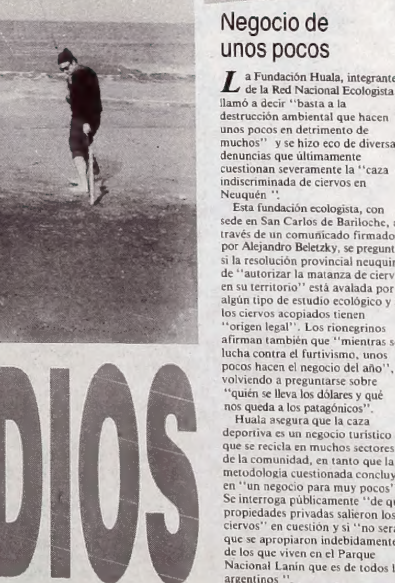 Negocio de
unos pocos
La Fundación Huala, integrante
de la Red Nacional Ecologista
llamó a decir "basta a la
destrucción ambiental que hacen
unos pocos en detrimento de
muchos" y se hizo eco de diversa
denuncias que últimamente
cuestionan severamente la "caza
indiscriminada de ciervos en
Neuquén".
Esta fundación ecologista, con
sede en San Carlos de Bariloche, a
través de un comunicado firmado
por Alejandro Beletzky, se pregunt
si la resolución provincial neuquin
de "autorizar la matanza de cierv
en su territorio" está avalada por
algún tipo de estudio ecológico y
los ciervos acopiados tienen
"origen legal". Los rionegrinos
afirman también que "mientras s
lucha contra el furtivismo, unos
pocos hacen el negocio del año",
volviendo a preguntarse sobre
"quién se lleva los dólares y qué
nos queda a los patagónicos".
Huala asegura que la caza
deportiva es un negocio turístico
que se recicla en muchos sectores
de la comunidad, en tanto que la
metodología cuestionada concluy
en "un negocio para muy pocos"
Se interroga públicamente "de qu
propiedades privadas salieron los
ciervos" en cuestión y si "no será
que se apropiaron indebidamente
de los que viven en el Parque
Nacional Lanín que es de todos l
argentinos"
DIOS